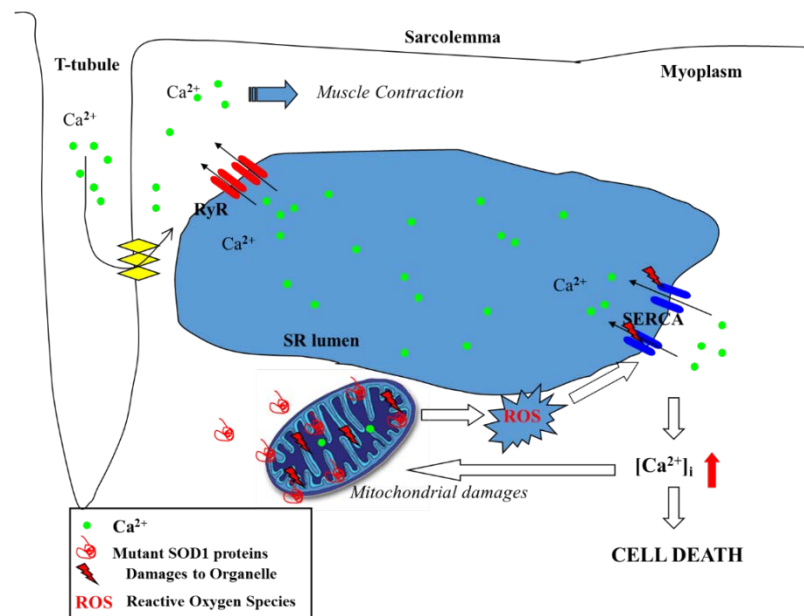 Sarcolemma
T-tubule
Myoplasm
Ca²⁺
Muscle Contraction
Ca²⁺
RyR
Ca²⁺
Ca²⁺
SERCA
SR lumen
ROS
[Ca²⁺]ᵢ
Mitochondrial damages
CELL DEATH
Ca²⁺
Mutant SOD1 proteins
Damages to Organelle
ROS Reactive Oxygen Species